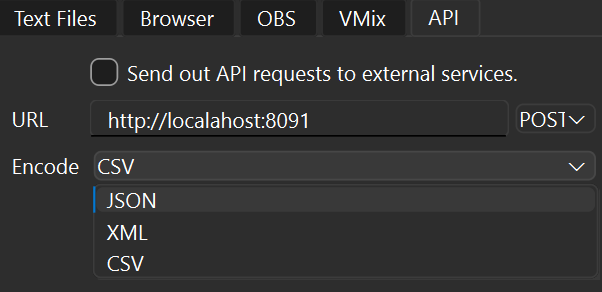 Text Files Browser OBS VMix API
Send out API requests to external services.
URL http://localahost:8091 POST
Encode CSV
JSON
XML
CSV